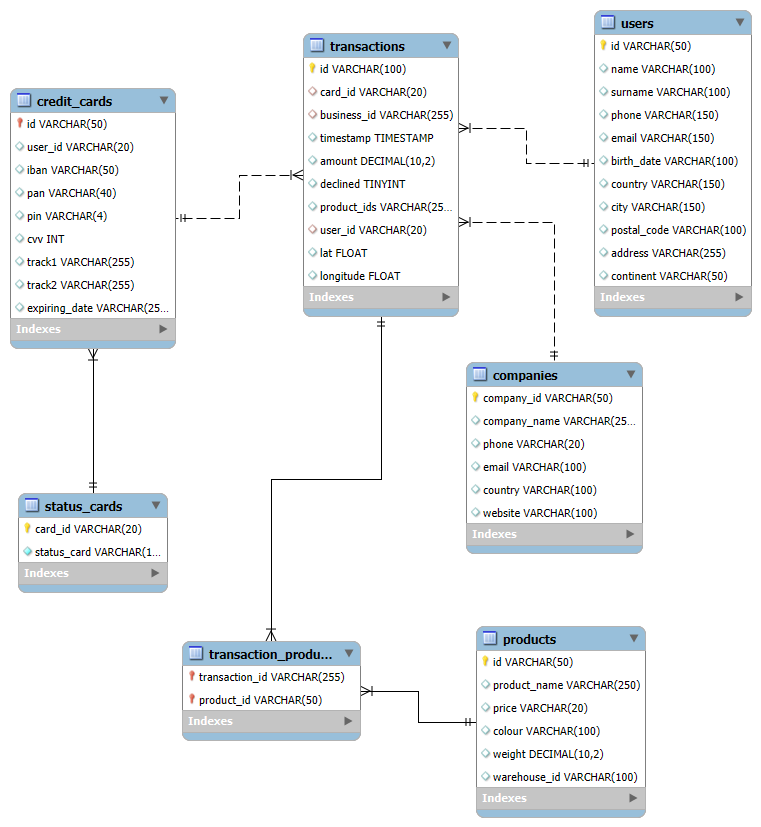 credit_cards
id VARCHAR(50)
user_id VARCHAR(20)
iban VARCHAR(50)
pan VARCHAR(40)
pin VARCHAR(4)
cvv INT
track1 VARCHAR(255)
track2 VARCHAR(255)
expiring_date VARCHAR(25...
Indexes
transactions
id VARCHAR(100)
card_id VARCHAR(20)
business_id VARCHAR(255)
timestamp TIMESTAMP
amount DECIMAL(10,2)
declined TINYINT
product_ids VARCHAR(25...
user_id VARCHAR(20)
lat FLOAT
longitude FLOAT
Indexes
users
id VARCHAR(50)
name VARCHAR(100)
surname VARCHAR(100)
phone VARCHAR(150)
email VARCHAR(150)
birth_date VARCHAR(100)
country VARCHAR(150)
city VARCHAR(150)
postal_code VARCHAR(100)
address VARCHAR(255)
continent VARCHAR(50)
Indexes
companies
company_id VARCHAR(50)
company_name VARCHAR(25...
phone VARCHAR(20)
email VARCHAR(100)
country VARCHAR(100)
website VARCHAR(100)
Indexes
status_cards
card_id VARCHAR(20)
status_card VARCHAR(1...
Indexes
transaction_produ...
transaction_id VARCHAR(255)
product_id VARCHAR(50)
Indexes
products
id VARCHAR(50)
product_name VARCHAR(250)
price VARCHAR(20)
colour VARCHAR(100)
weight DECIMAL(10,2)
warehouse_id VARCHAR(100)
Indexes